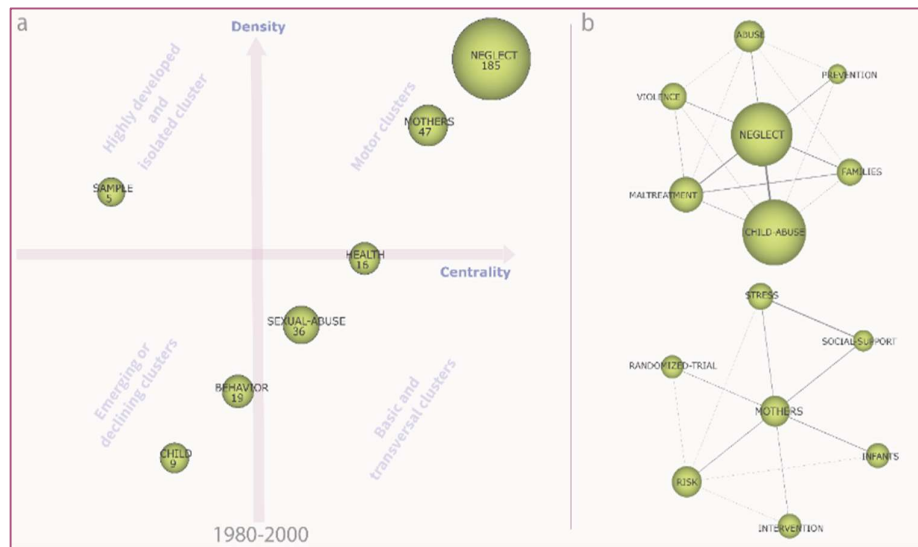 a
Density
Highly developed
and
isolated cluster
Motor clusters
NEGLECT
185
MOTHERS
47
SAMPLE
5
HEALTH
16
Centrality
SEXUAL-ABUSE
36
BEHAVIOR
19
CHILD
9
Emerging or
declining clusters
Basic and
transversal clusters
1980-2000
b
ABUSE
PREVENTION
VIOLENCE
NEGLECT
FAMILIES
MALTREATMENT
CHILD-ABUSE
STRESS
SOCIAL-SUPPORT
RANDOMIZED-TRIAL
MOTHERS
INFANTS
RISK
INTERVENTION